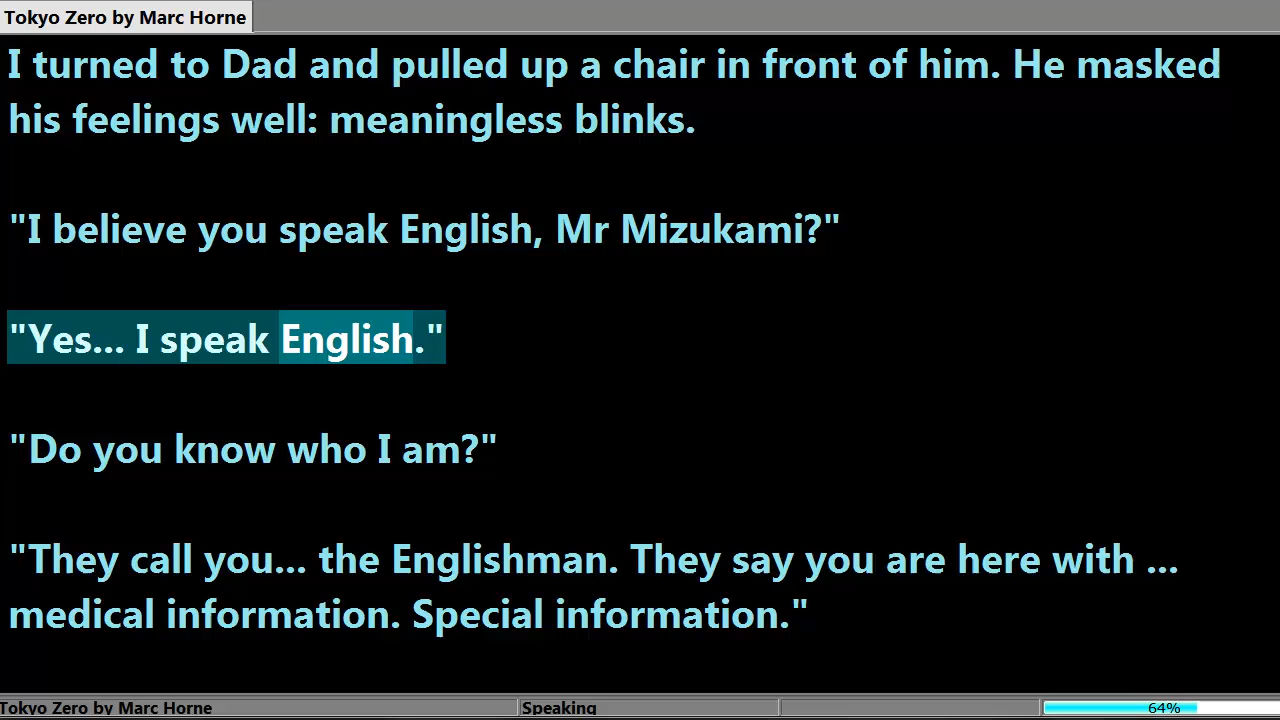 Tokyo Zero by Marc Horne
I turned to Dad and pulled up a chair in front of him. He masked
his feelings well: meaningless blinks.
"I believe you speak English, Mr Mizukami?"
"Yes... I speak English."
"Do you know who I am?"
"They call you... the Englishman. They say you are here with ...
medical information. Special information."
Tokyo Zero by Marc Horne Speaking 64%